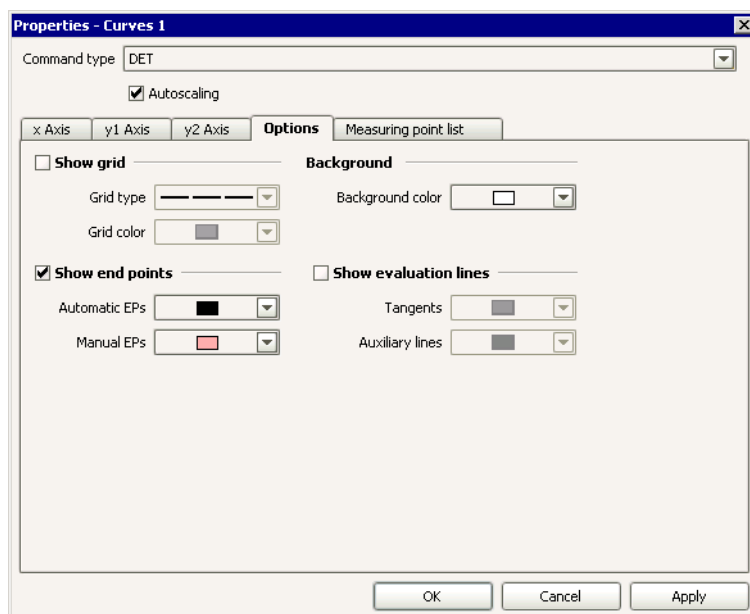 Properties - Curves 1
Command type DET
Autoscaling
x Axis y1 Axis y2 Axis Options Measuring point list
Show grid Background
Grid type Background color
Grid color
Show end points Show evaluation lines
Automatic EPs Tangents
Manual EPs Auxiliary lines
OK Cancel Apply